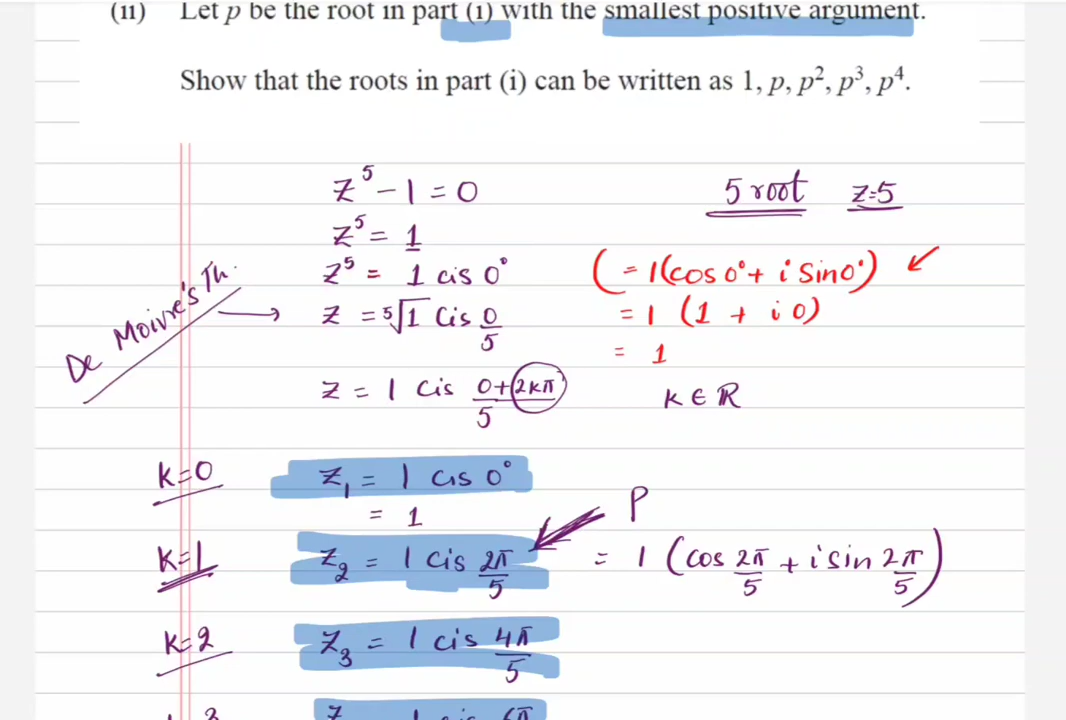 (ii) Let p be the root in part (i) with the smallest positive argument.
Show that the roots in part (i) can be written as 1, p, p², p³, p⁴.
z⁵ - 1 = 0
5 root z=5
z⁵ = 1
z⁵ = 1 cis 0° (= 1(cos 0° + i sin 0°)
De Moivre's Th.
z = ⁵√1 cis 0/5
= 1 (1 + i 0)
= 1
z = 1 cis (0+2kπ)/5
k ∈ ℝ
k=0 z₁ = 1 cis 0°
= 1
P
k=1 z₂ = 1 cis 2π/5 = 1 (cos 2π/5 + i sin 2π/5)
k=2 z₃ = 1 cis 4π/5